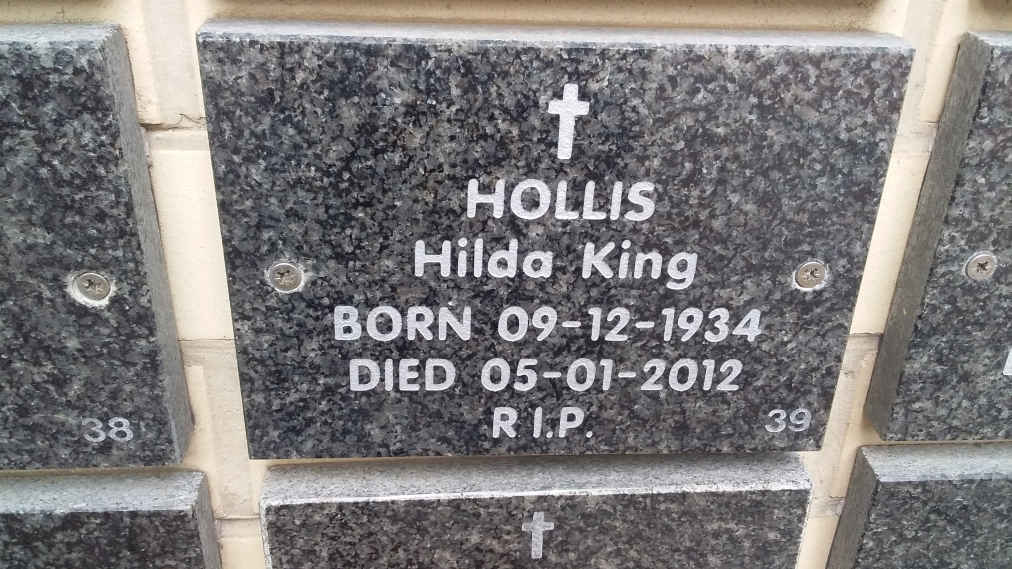 HOLLIS
Hilda King
BORN 09-12-1934
DIED 05-01-2012
R.I.P.
39
38